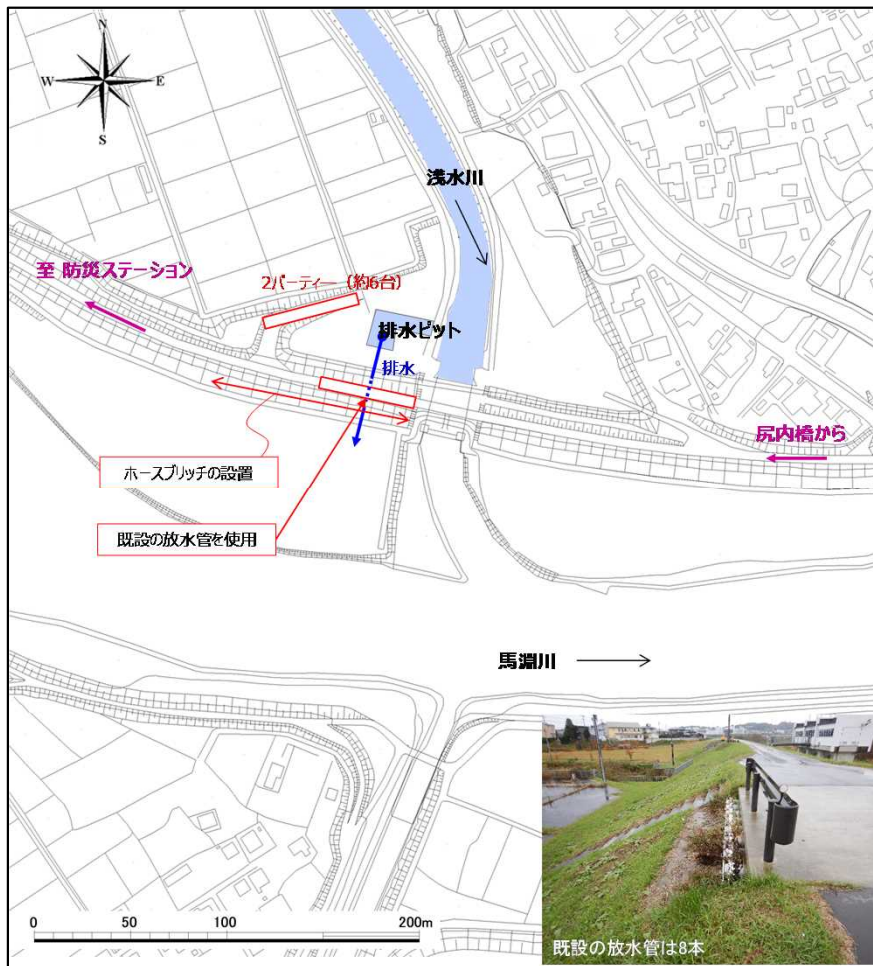 N
W
E
S
浅水川
至 防災ステーション
2パーティー（約6台）
排水ピット
排水
尻内橋から
ホースブリッチの設置
既設の放水管を使用
馬淵川
0 50 100 200m
既設の放水管は8本